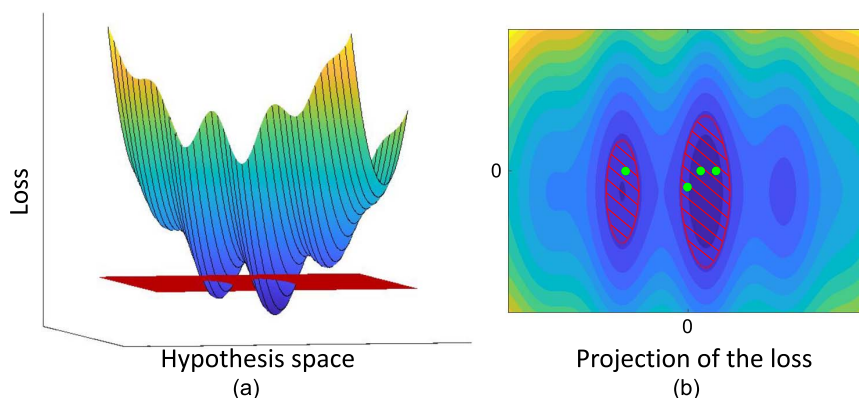 Loss
Hypothesis space
(a)
0
0
Projection of the loss
(b)